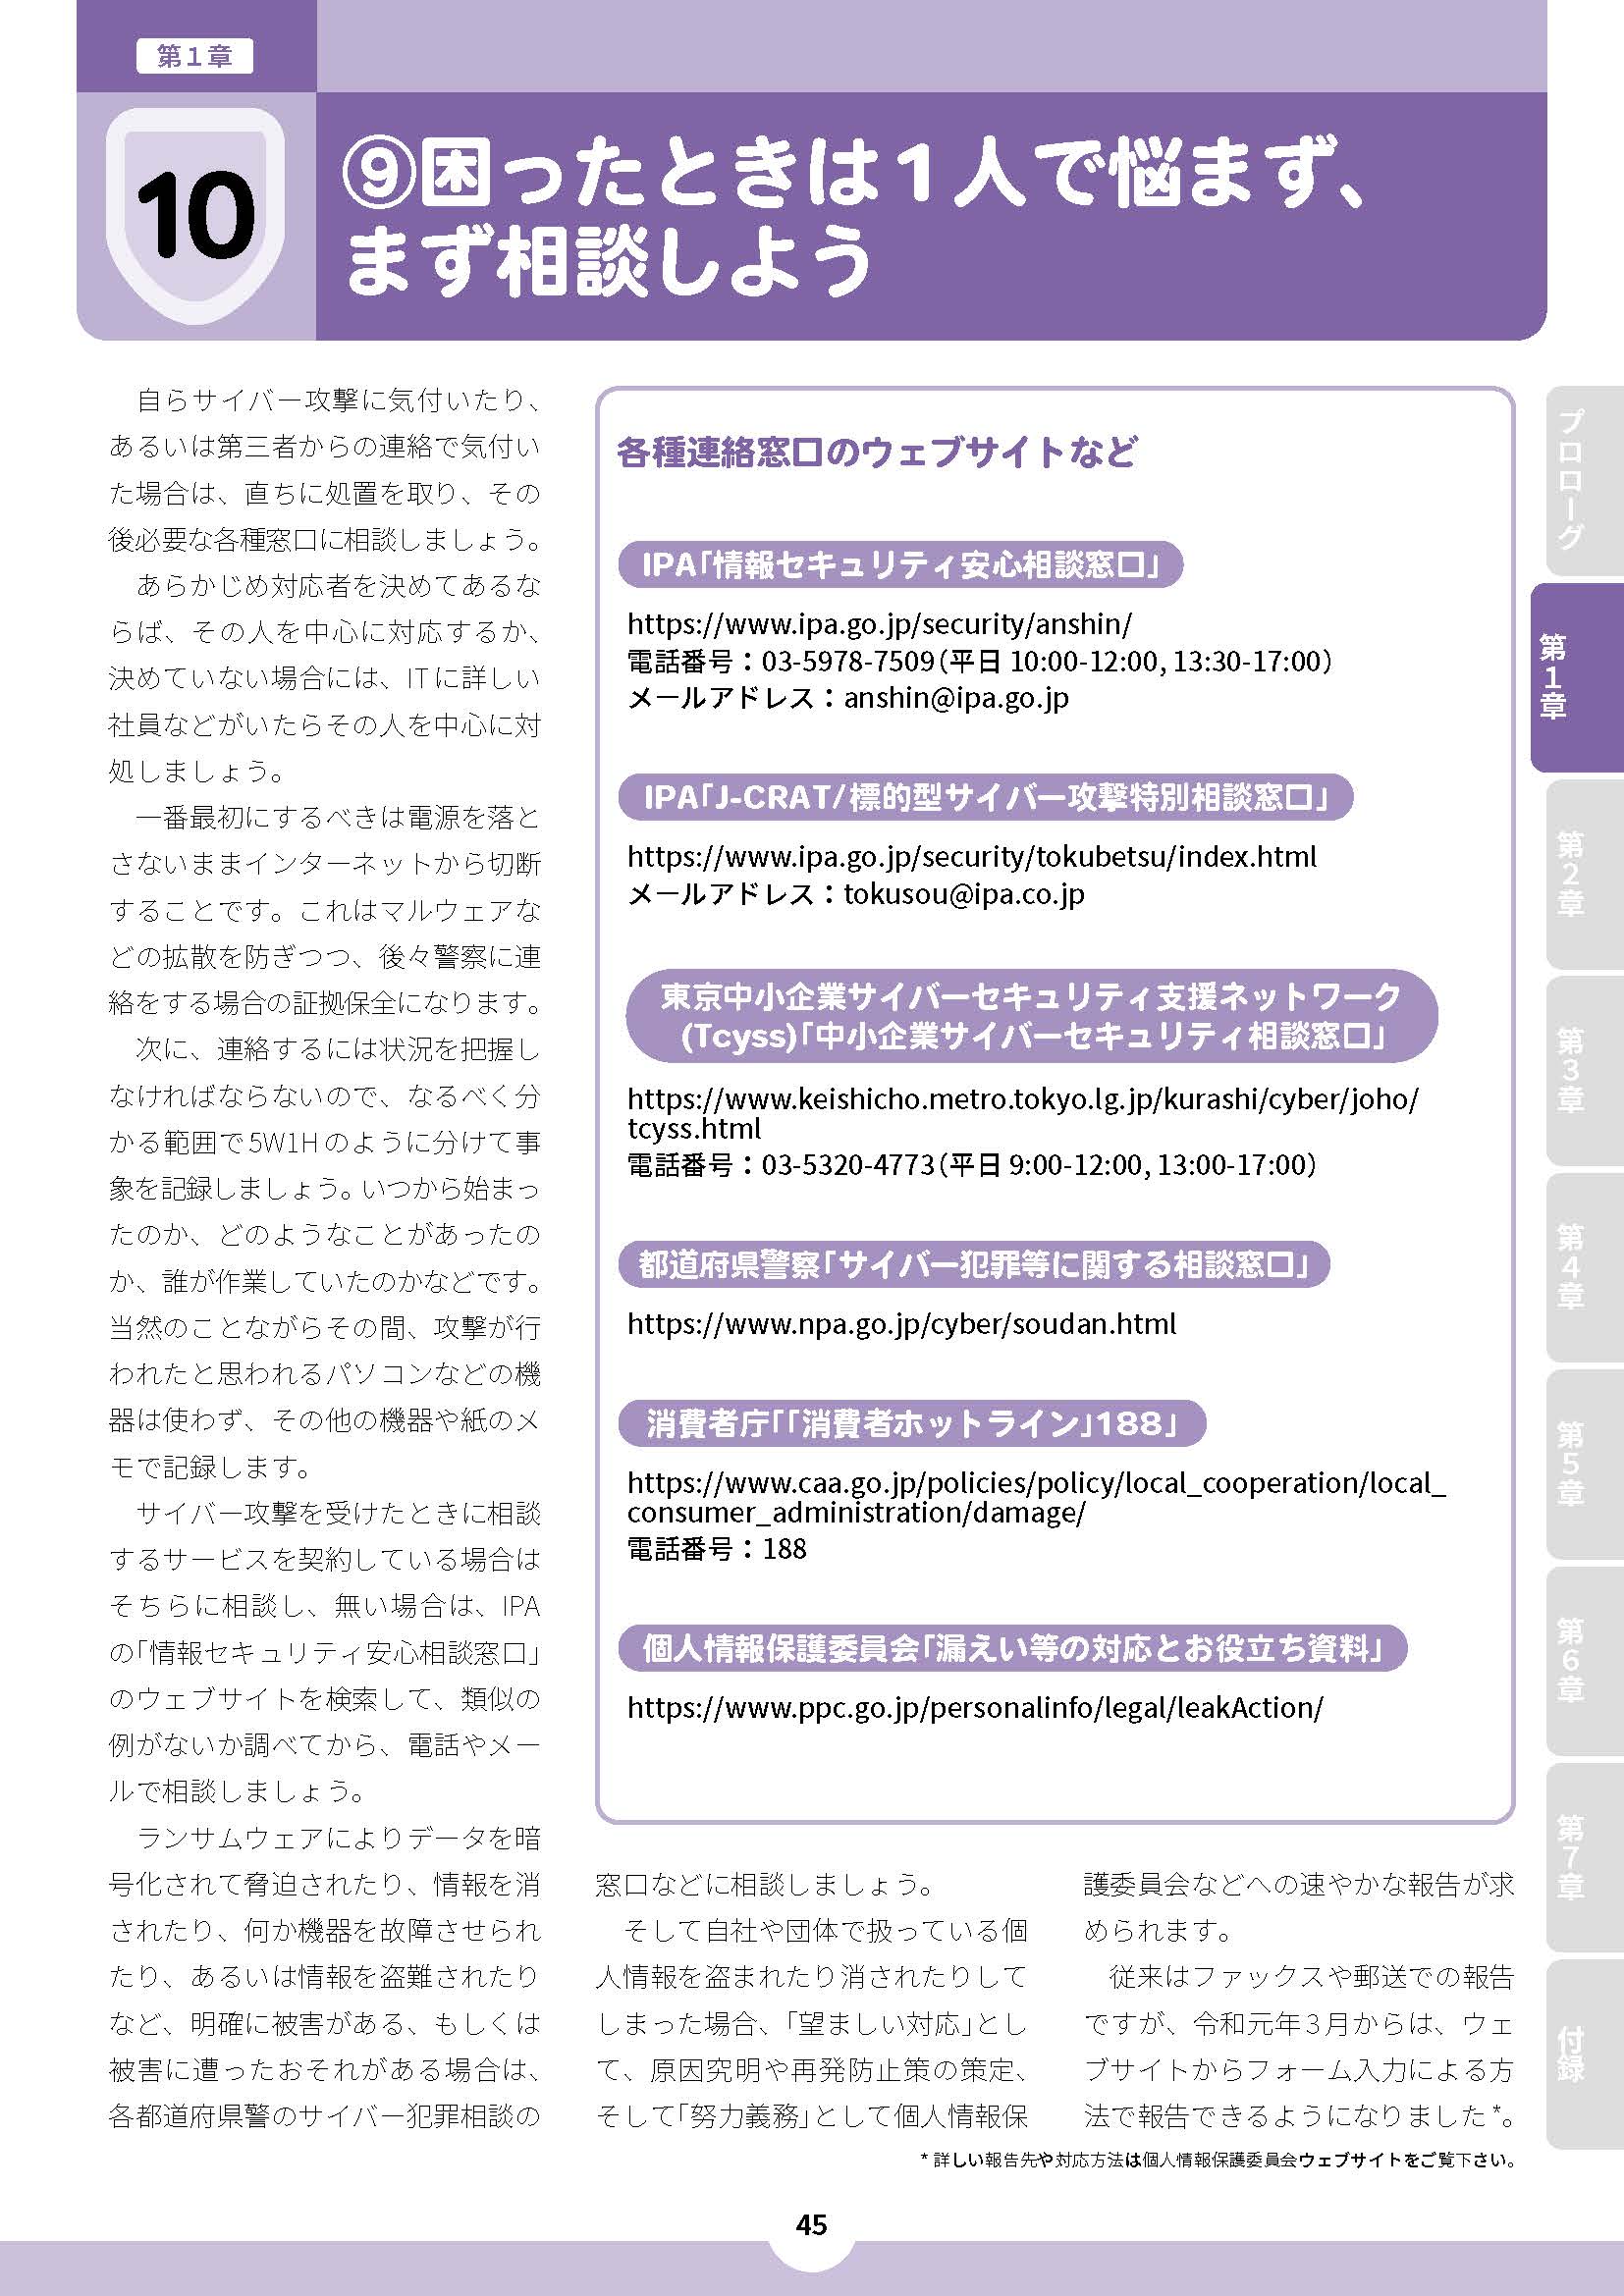 第1章
10
⑨困ったときは1人で悩まず、
まず相談しよう
自らサイバー攻撃に気付いたり、
あるいは第三者からの連絡で気付い
た場合は、直ちに処置を取り、その
後必要な各種窓口に相談しましょう。
あらかじめ対応者を決めてあるな
らば、その人を中心に対応するか、
決めていない場合には、ITに詳しい
社員などがいたらその人を中心に対
処しましょう。
一番最初にするべきは電源を落と
さないままインターネットから切断
することです。これはマルウェアな
どの拡散を防ぎつつ、後々警察に連
絡をする場合の証拠保全になります。
次に、連絡するには状況を把握し
なければならないので、なるべく分
かる範囲で5W1Hのように分けて事
象を記録しましょう。いつから始まっ
たのか、どのようなことがあったの
か、誰が作業していたのかなどです。
当然のことながらその間、攻撃が行
われたと思われるパソコンなどの機
器は使わず、その他の機器や紙のメ
モで記録します。
サイバー攻撃を受けたときに相談
するサービスを契約している場合は
そちらに相談し、無い場合は、IPA
の「情報セキュリティ安心相談窓口」
のウェブサイトを検索して、類似の
例がないか調べてから、電話やメー
ルで相談しましょう。
ランサムウェアによりデータを暗
号化されて脅迫されたり、情報を消
されたり、何か機器を故障させられ
たり、あるいは情報を盗難されたり
など、明確に被害がある、もしくは
被害に遭ったおそれがある場合は、
各都道府県警のサイバー犯罪相談の
各種連絡窓口のウェブサイトなど
IPA「情報セキュリティ安心相談窓口」
https://www.ipa.go.jp/security/anshin/
電話番号：03-5978-7509（平日 10:00-12:00, 13:30-17:00）
メールアドレス：anshin@ipa.go.jp
IPA「J-CRAT/標的型サイバー攻撃特別相談窓口」
https://www.ipa.go.jp/security/tokubetsu/index.html
メールアドレス：tokusou@ipa.co.jp
東京中小企業サイバーセキュリティ支援ネットワーク
(Tcyss)「中小企業サイバーセキュリティ相談窓口」
https://www.keishicho.metro.tokyo.lg.jp/kurashi/cyber/joho/
tcyss.html
電話番号：03-5320-4773（平日 9:00-12:00, 13:00-17:00）
都道府県警察「サイバー犯罪等に関する相談窓口」
https://www.npa.go.jp/cyber/soudan.html
消費者庁「「消費者ホットライン」188」
https://www.caa.go.jp/policies/policy/local_cooperation/local_
consumer_administration/damage/
電話番号：188
個人情報保護委員会「漏えい等の対応とお役立ち資料」
https://www.ppc.go.jp/personalinfo/legal/leakAction/
窓口などに相談しましょう。
そして自社や団体で扱っている個
人情報を盗まれたり消されたりして
しまった場合、「望ましい対応」とし
て、原因究明や再発防止策の策定、
そして「努力義務」として個人情報保
護委員会などへの速やかな報告が求
められます。
従来はファックスや郵送での報告
ですが、令和元年3月からは、ウェ
ブサイトからフォーム入力による方
法で報告できるようになりました*。
* 詳しい報告先や対応方法は個人情報保護委員会ウェブサイトをご覧下さい。
プロローグ
第1章
第2章
第3章
第4章
第5章
第6章
第7章
付録
45